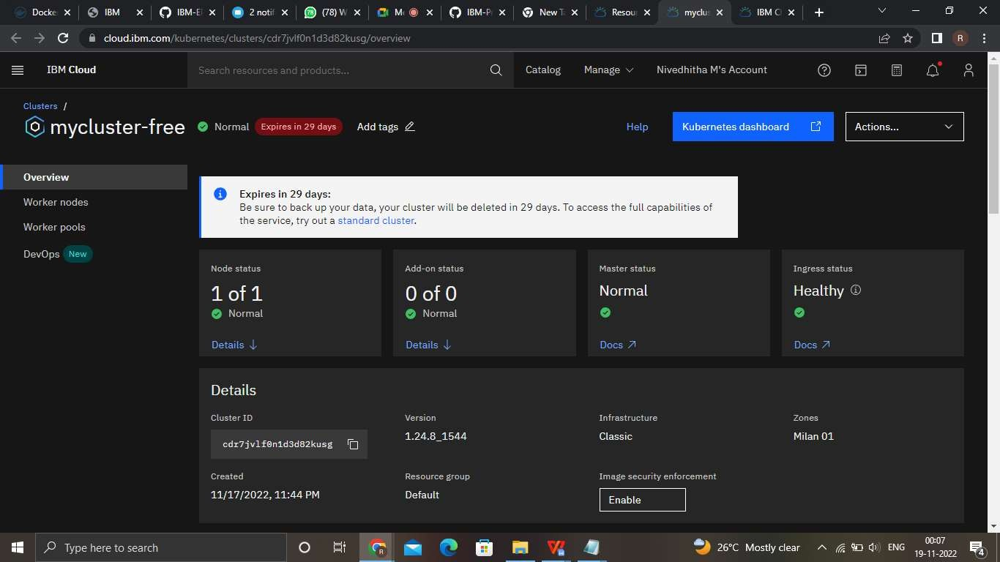 Docke
IBM
IBM-E
2 notif
(78) W
M
IBM-P
New T
Resour
myclus
IBM C
cloud.ibm.com/kubernetes/clusters/cdr7jvlf0n1d3d82kusg/overview
R
IBM Cloud
Search resources and products...
Catalog
Manage
Nivedhitha M's Account
Clusters /
mycluster-free
Normal
Expires in 29 days
Add tags
Help
Kubernetes dashboard
Actions...
Overview
Worker nodes
Worker pools
DevOps New
Expires in 29 days:
Be sure to back up your data, your cluster will be deleted in 29 days. To access the full capabilities of
the service, try out a standard cluster.
Node status
1 of 1
Normal
Details
Add-on status
0 of 0
Normal
Details
Master status
Normal
Docs
Ingress status
Healthy
Docs
Details
Cluster ID
cdr7jvlf0n1d3d82kusg
Version
1.24.8_1544
Infrastructure
Classic
Zones
Milan 01
Created
11/17/2022, 11:44 PM
Resource group
Default
Image security enforcement
Enable
Type here to search
26°C Mostly clear
ENG
00:07
19-11-2022
4